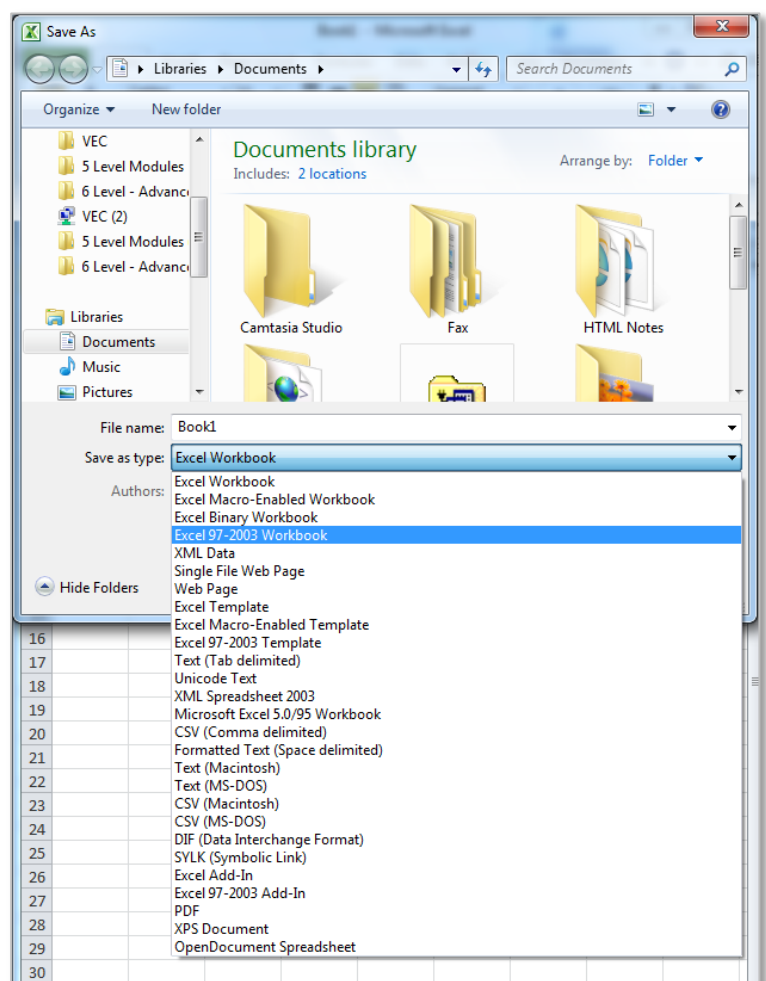 Save As
Book1 - Microsoft Excel
Libraries Documents
Search Documents
Organize New folder
VEC
5 Level Modules
6 Level - Advanc
VEC (2)
5 Level Modules
6 Level - Advanc
Libraries
Documents
Music
Pictures
Documents library
Includes: 2 locations
Arrange by: Folder
Camtasia Studio
Fax
HTML Notes
File name: Book1
Save as type: Excel Workbook
Authors:
Excel Workbook
Excel Macro-Enabled Workbook
Excel Binary Workbook
Excel 97-2003 Workbook
XML Data
Single File Web Page
Web Page
Excel Template
Excel Macro-Enabled Template
Excel 97-2003 Template
Text (Tab delimited)
Unicode Text
XML Spreadsheet 2003
Microsoft Excel 5.0/95 Workbook
CSV (Comma delimited)
Formatted Text (Space delimited)
Text (Macintosh)
Text (MS-DOS)
CSV (Macintosh)
CSV (MS-DOS)
DIF (Data Interchange Format)
SYLK (Symbolic Link)
Excel Add-In
Excel 97-2003 Add-In
PDF
XPS Document
OpenDocument Spreadsheet
Hide Folders
16
17
18
19
20
21
22
23
24
25
26
27
28
29
30